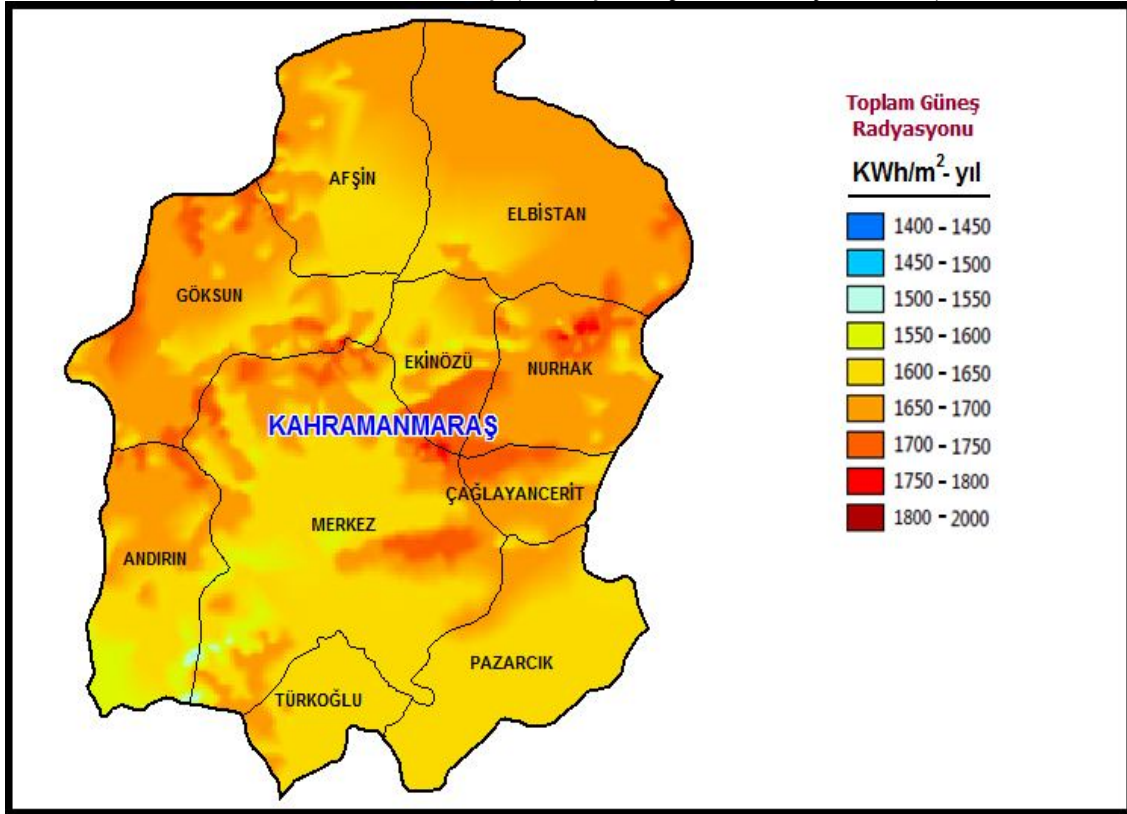 Toplam Güneş
Radyasyonu
KWh/m²- yıl
1400 - 1450
1450 - 1500
1500 - 1550
1550 - 1600
1600 - 1650
1650 - 1700
1700 - 1750
1750 - 1800
1800 - 2000
AFŞİN
ELBİSTAN
GÖKSUN
EKİNÖZÜ
NURHAK
KAHRAMANMARAŞ
ÇAĞLAYANCERİT
MERKEZ
ANDIRIN
PAZARCIK
TÜRKOĞLU